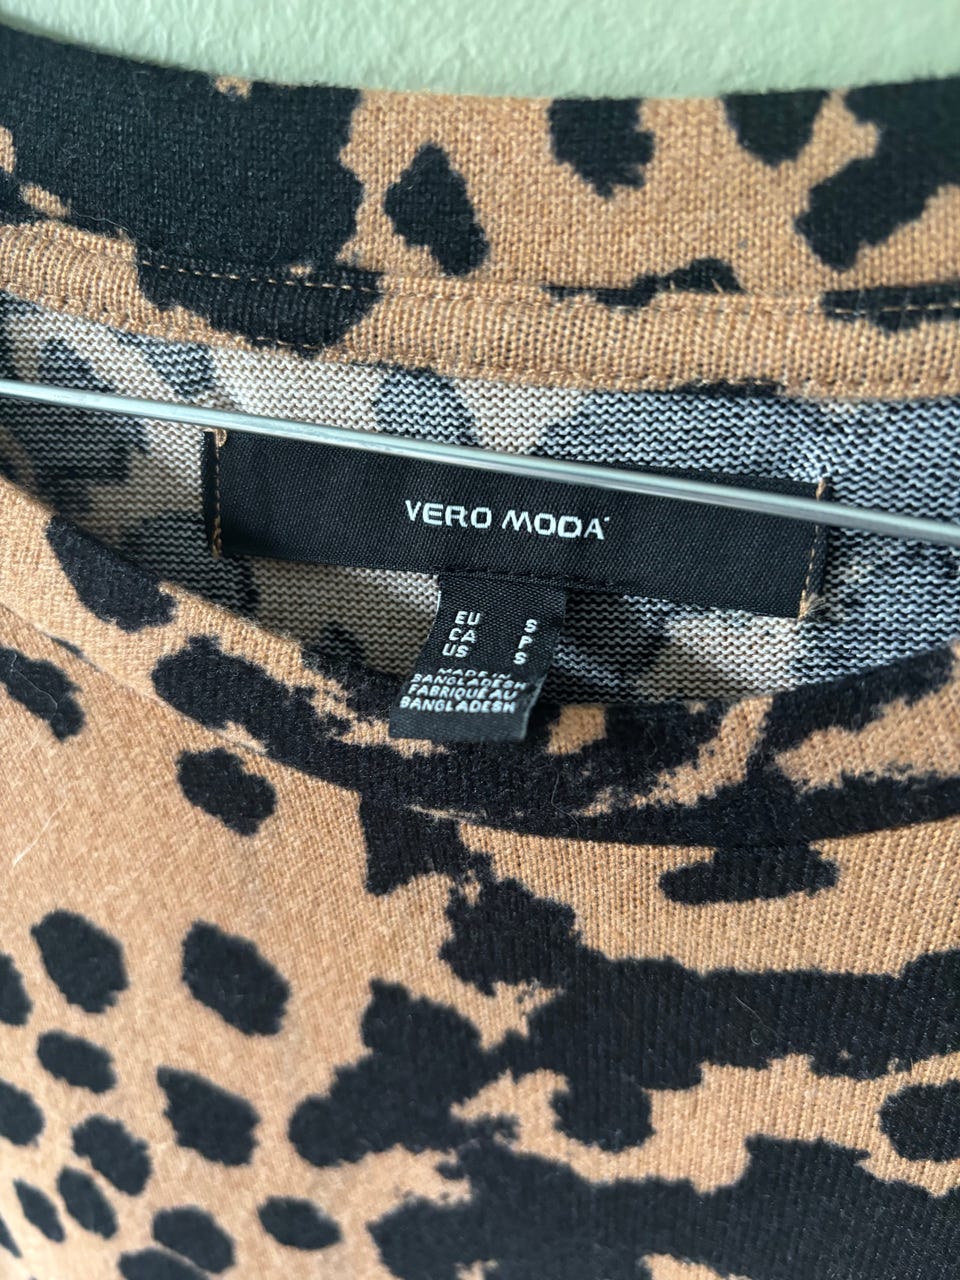 VERO MODA
EU S
CA P
US S
MADE IN
BANGLADESH
FABRIQUÉ AU
BANGLADESH